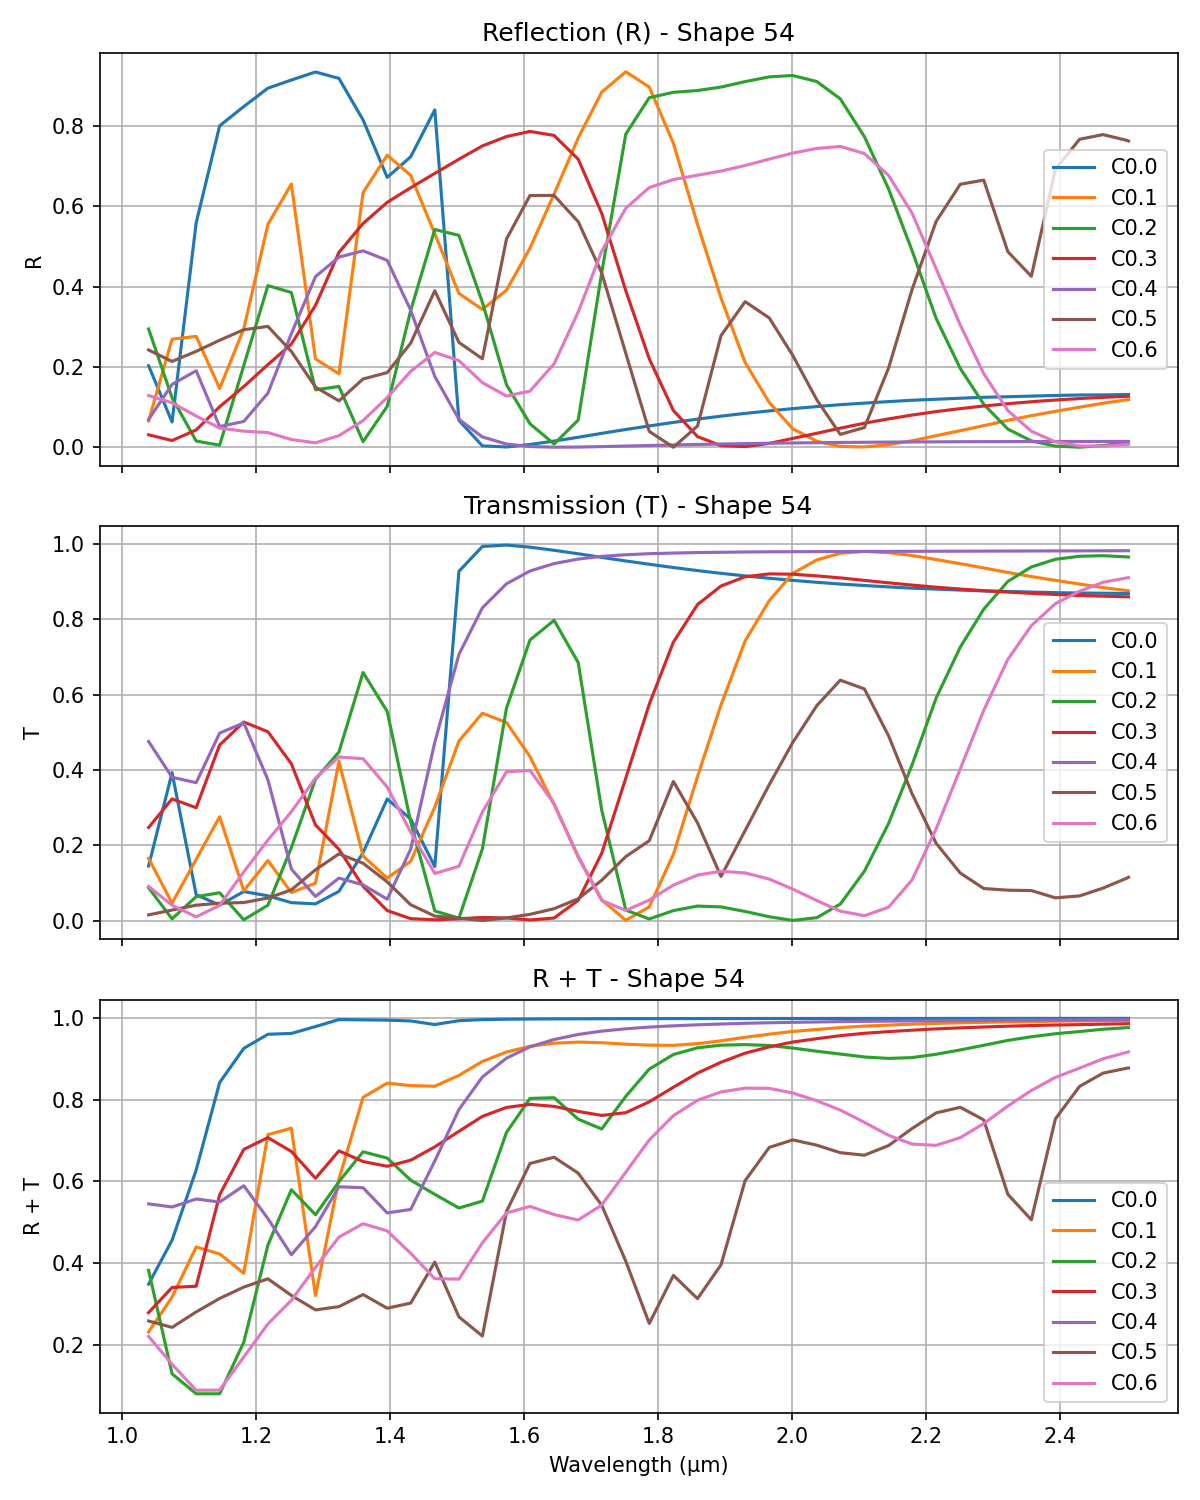 Reflection (R) - Shape 54
0.8
0.6
0.4
0.2
0.0
R
C0.0
C0.1
C0.2
C0.3
C0.4
C0.5
C0.6
Transmission (T) - Shape 54
1.0
0.8
0.6
0.4
0.2
0.0
T
C0.0
C0.1
C0.2
C0.3
C0.4
C0.5
C0.6
R + T - Shape 54
1.0
0.8
0.6
0.4
0.2
R + T
C0.0
C0.1
C0.2
C0.3
C0.4
C0.5
C0.6
1.0 1.2 1.4 1.6 1.8 2.0 2.2 2.4
Wavelength (μm)